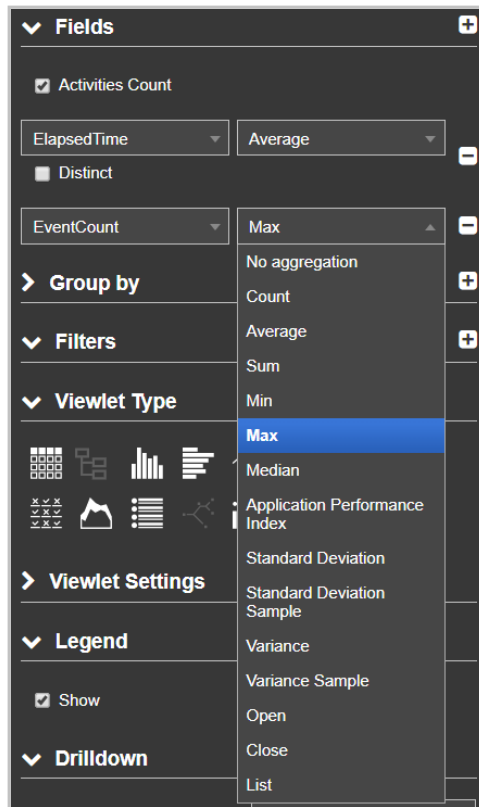 Fields
Activities Count
ElapsedTime Average
Distinct
EventCount Max
No aggregation
Group by
Count
Average
Filters
Sum
Min
Viewlet Type
Max
Median
Application Performance
Index
Standard Deviation
Viewlet Settings
Standard Deviation
Sample
Legend
Variance
Variance Sample
Show
Open
Close
Drilldown
List